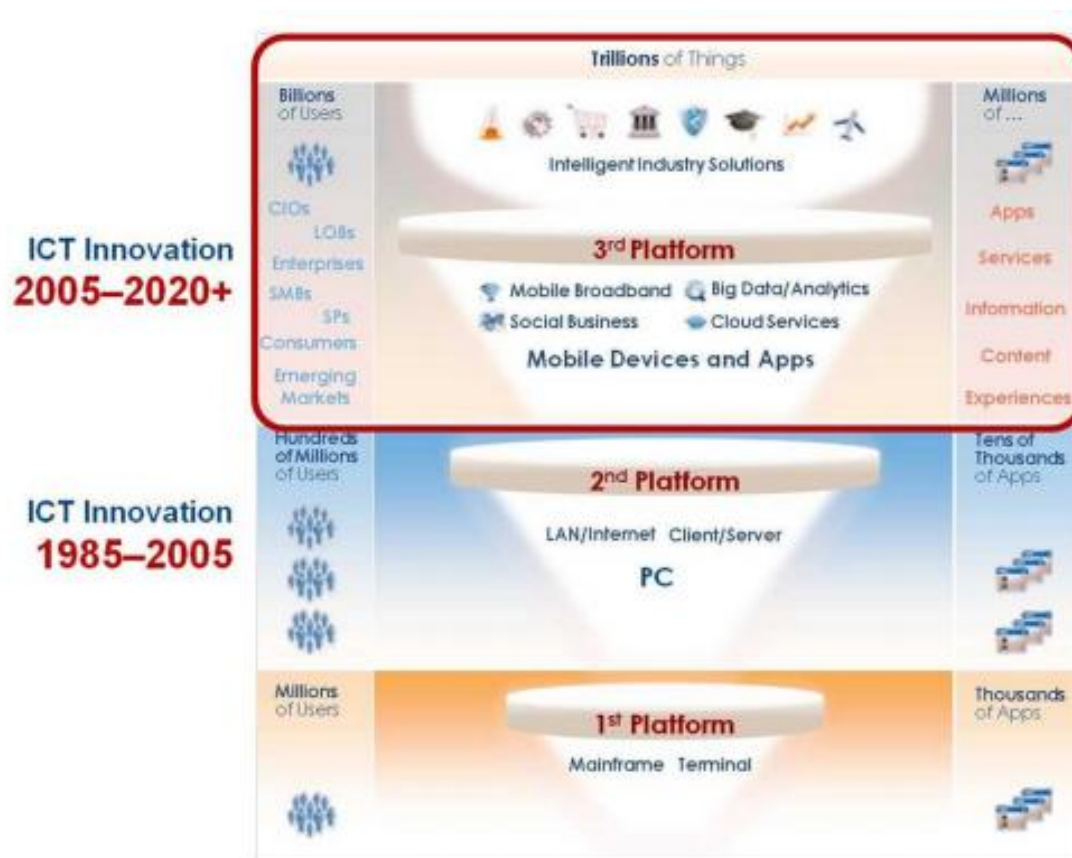 Trillions of Things
Billions
of Users
CIOs
LOBs
Enterprises
SMBs
SPs
Consumers
Emerging
Markets
ICT Innovation
2005–2020+
Intelligent Industry Solutions
3rd Platform
Mobile Broadband
Big Data/Analytics
Social Business
Cloud Services
Mobile Devices and Apps
Millions
of ...
Apps
Services
Information
Content
Experiences
Hundreds
of Millions
of Users
ICT Innovation
1985–2005
2nd Platform
LAN/Internet Client/Server
PC
Tens of
Thousands
of Apps
Millions
of Users
1st Platform
Mainframe Terminal
Thousands
of Apps